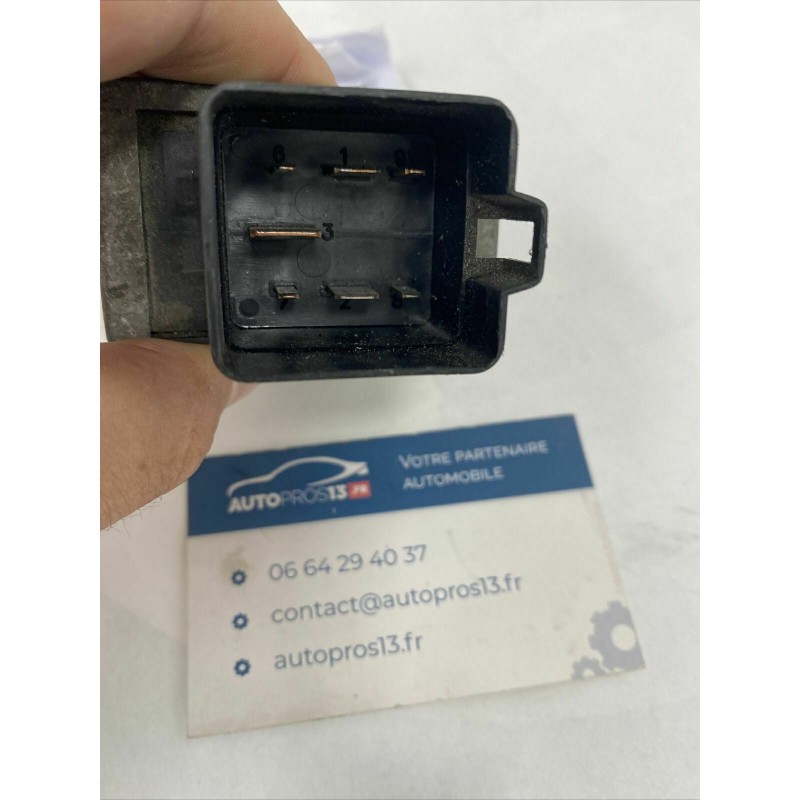 6 1 9
3
7 2 8
VOTRE PARTENAIRE
AUTOMOBILE
AUTOPROS13.FR
06 64 29 40 37
contact@autopros13.fr
autopros13.fr